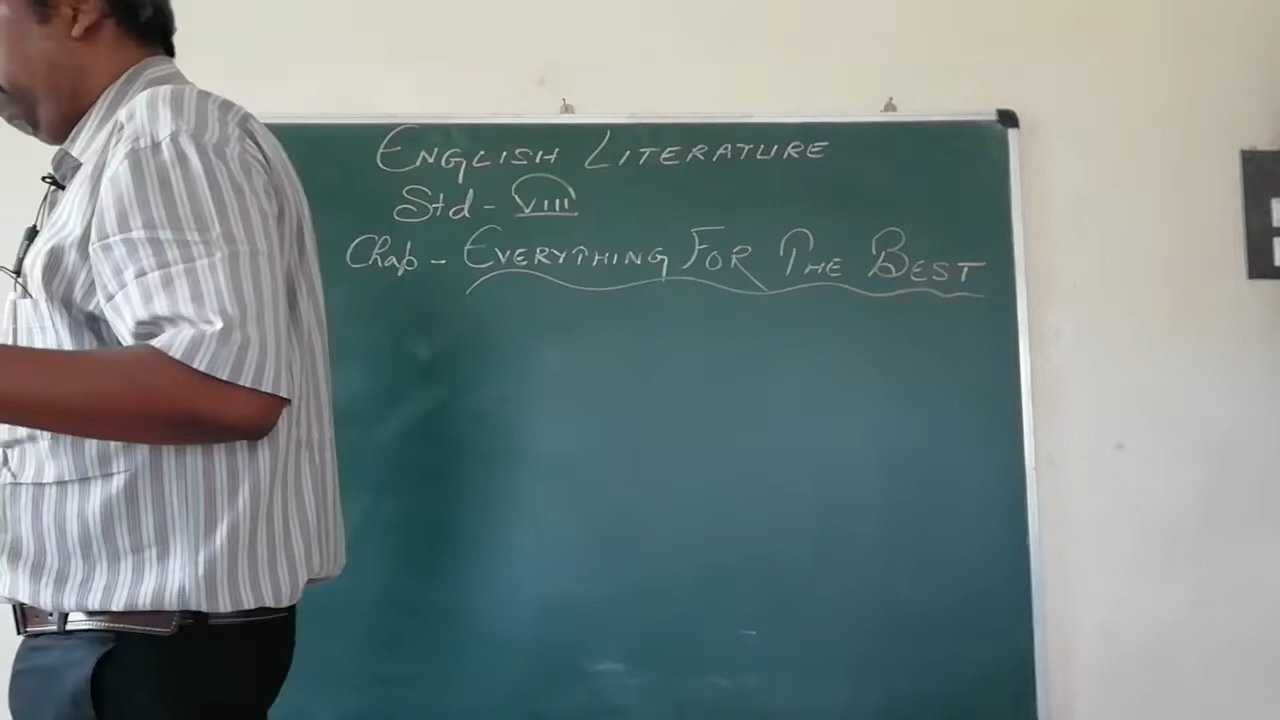 ENGLISH LITERATURE
Std - VIII
Chap - EVERYTHING FOR THE BEST